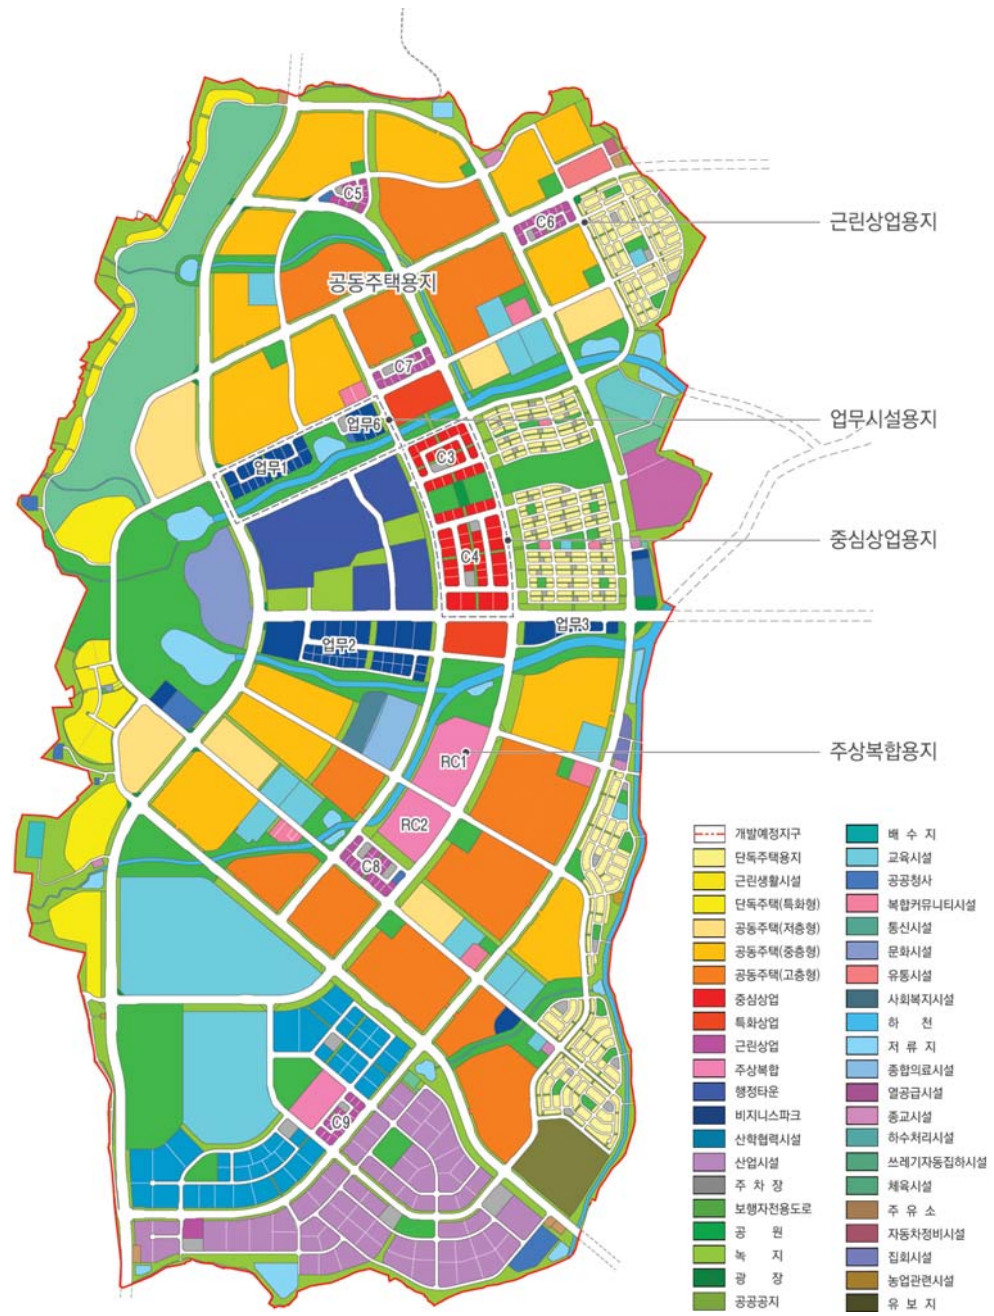 C5
C6
근린상업용지
공동주택용지
C7
업무6
업무시설용지
C3
업무1
중심상업용지
C4
업무2
업무3
주상복합용지
RC1
RC2
C8
C9
개발예정지구
단독주택용지
근린생활시설
단독주택(특화형)
공동주택(저층형)
공동주택(중층형)
공동주택(고층형)
중심상업
특화상업
근린상업
주상복합
행정타운
비지니스파크
산학협력시설
산업시설
주 차 장
보행자전용도로
공 원
녹 지
광 장
공공공지
배 수 지
교육시설
공공청사
복합커뮤니티시설
통신시설
문화시설
유통시설
사회복지시설
하 천
저 류 지
종합의료시설
열공급시설
종교시설
하수처리시설
쓰레기자동집하시설
체육시설
주 유 소
자동차정비시설
집회시설
농업관련시설
유 보 지